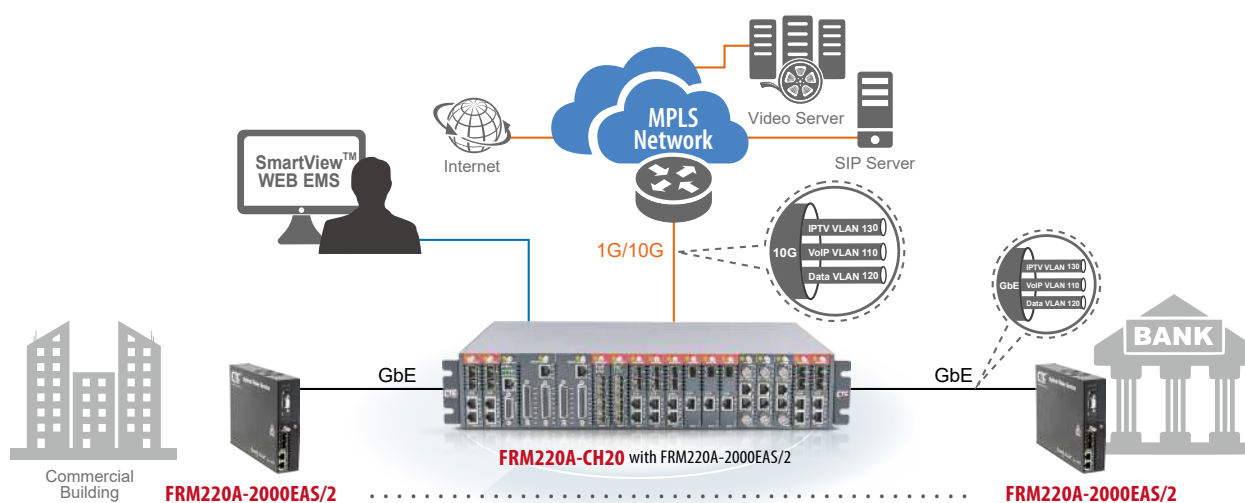 MPLS
Network
Video Server
SIP Server
Internet
SmartView™
WEB EMS
1G/10G
10G
IPTV VLAN 130
VoIP VLAN 110
Data VLAN 120
GbE
IPTV VLAN 130
VoIP VLAN 110
Data VLAN 120
BANK
GbE
GbE
CTC
CTC
FRM220A-CH20 with FRM220A-2000EAS/2
Commercial
Building
FRM220A-2000EAS/2
FRM220A-2000EAS/2